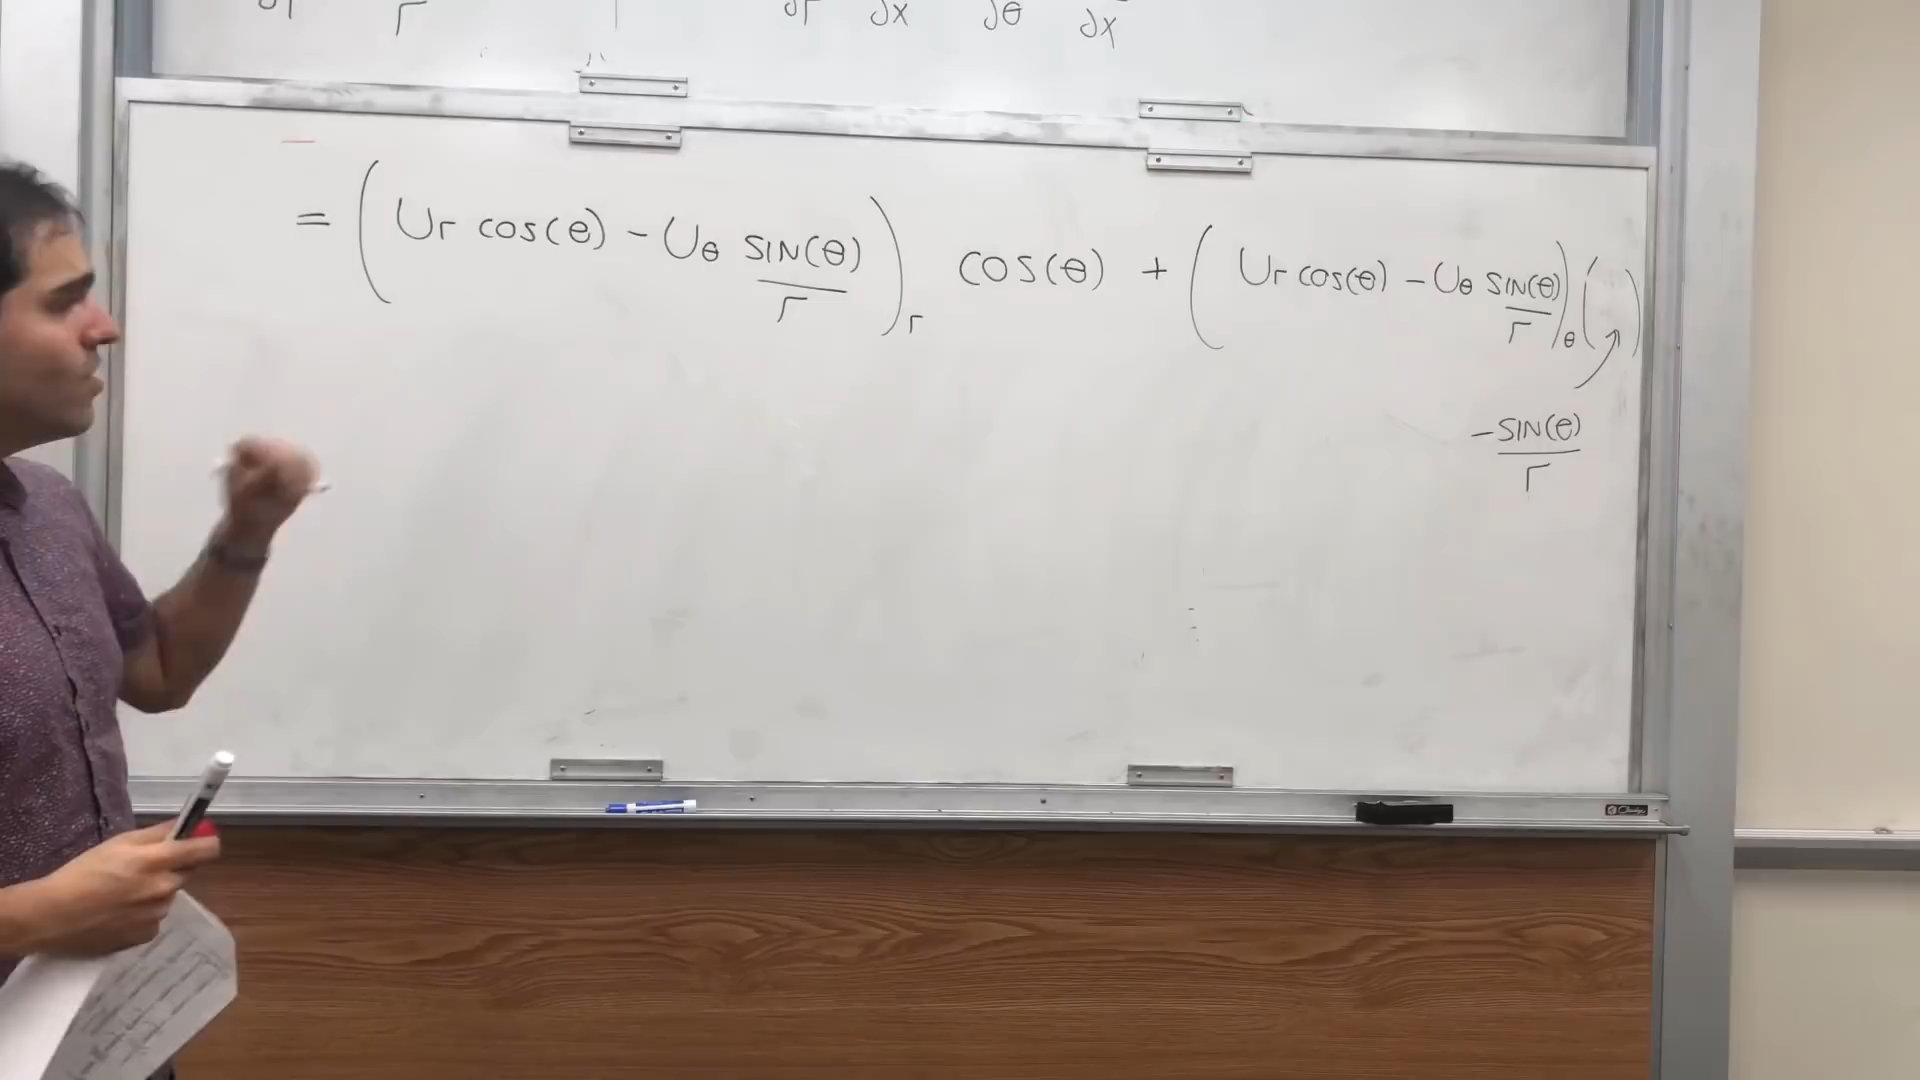 ∂r r ∂r ∂x ∂θ ∂x
= ( Ur cos(θ) - Uθ SIN(θ)/r )r cos(θ) + ( Ur cos(θ) - Uθ SIN(θ)/r )θ ( )
-SIN(θ)/r